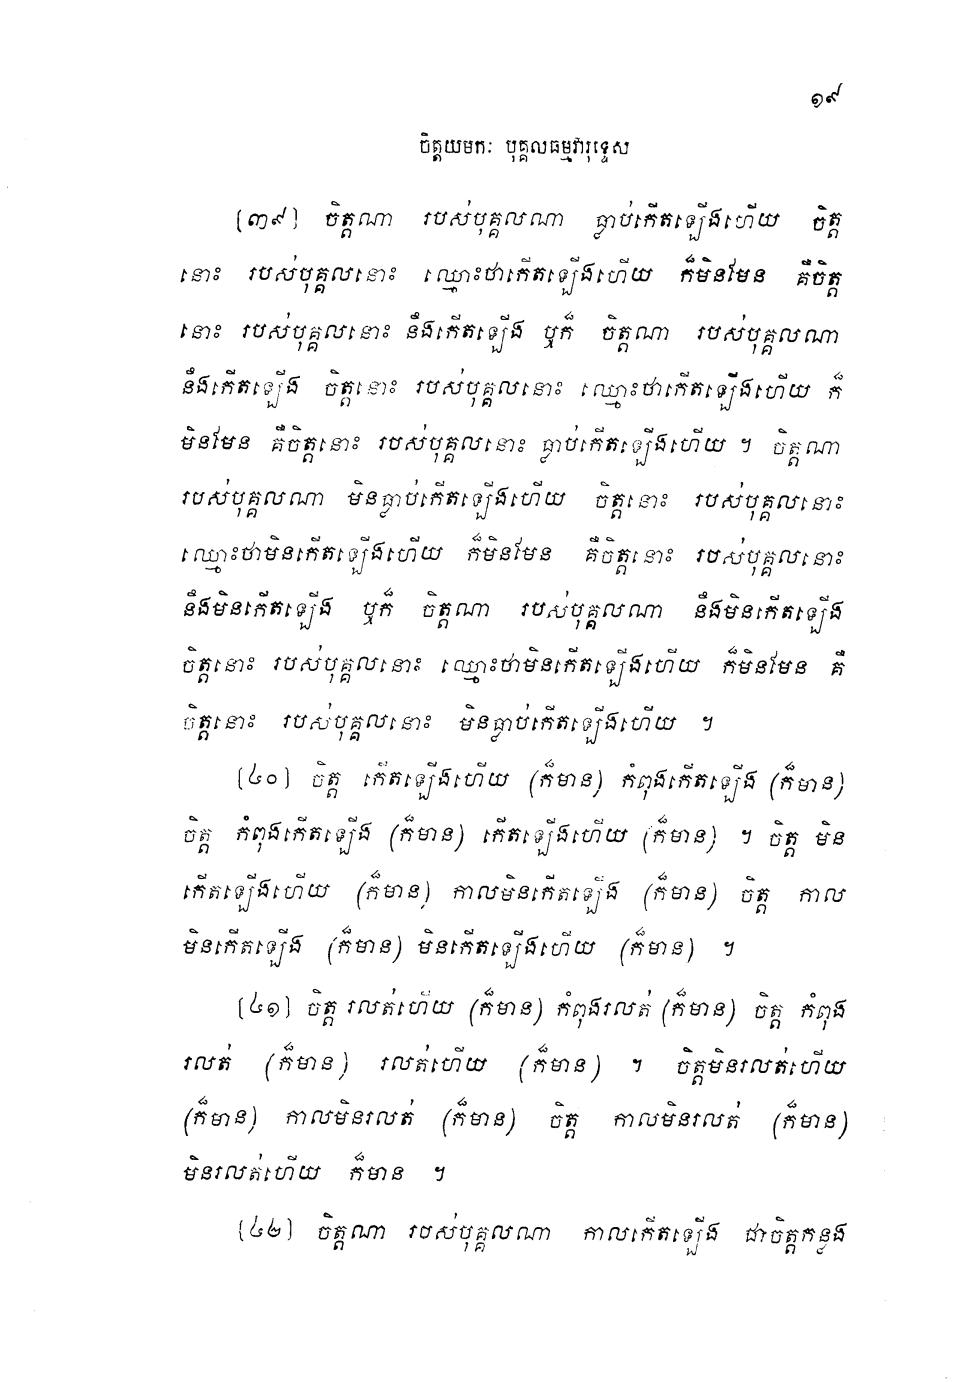 ១៩
ចិត្តយមកៈ បុគ្គលធម្មវារុទ្ទេស
[៣៩] ចិត្តណា របស់បុគ្គលណា ធ្លាប់កើតឡើងហើយ ចិត្ត
នោះ របស់បុគ្គលនោះ ឈ្មោះថាកើតឡើងហើយ ក៏មិនមែន គឺចិត្ត
នោះ របស់បុគ្គលនោះ នឹងកើតឡើង ឬក៏ ចិត្តណា របស់បុគ្គលណា
នឹងកើតឡើង ចិត្តនោះ របស់បុគ្គលនោះ ឈ្មោះថាកើតឡើងហើយ ក៏
មិនមែន គឺចិត្តនោះ របស់បុគ្គលនោះ ធ្លាប់កើតឡើងហើយ ។ ចិត្តណា
របស់បុគ្គលណា មិនធ្លាប់កើតឡើងហើយ ចិត្តនោះ របស់បុគ្គលនោះ
ឈ្មោះថាមិនកើតឡើងហើយ ក៏មិនមែន គឺចិត្តនោះ របស់បុគ្គលនោះ
នឹងមិនកើតឡើង ឬក៏ ចិត្តណា របស់បុគ្គលណា នឹងមិនកើតឡើង
ចិត្តនោះ របស់បុគ្គលនោះ ឈ្មោះថាមិនកើតឡើងហើយ ក៏មិនមែន គឺ
ចិត្តនោះ របស់បុគ្គលនោះ មិនធ្លាប់កើតឡើងហើយ ។
[៤០] ចិត្ត កើតឡើងហើយ (ក៏មាន) កំពុងកើតឡើង (ក៏មាន)
ចិត្ត កំពុងកើតឡើង (ក៏មាន) កើតឡើងហើយ (ក៏មាន) ។ ចិត្ត មិន
កើតឡើងហើយ (ក៏មាន) កាលមិនកើតឡើង (ក៏មាន) ចិត្ត កាល
មិនកើតឡើង (ក៏មាន) មិនកើតឡើងហើយ (ក៏មាន) ។
[៤១] ចិត្ត រលត់ហើយ (ក៏មាន) កំពុងរលត់ (ក៏មាន) ចិត្ត កំពុង
រលត់ (ក៏មាន) រលត់ហើយ (ក៏មាន) ។ ចិត្តមិនរលត់ហើយ
(ក៏មាន) កាលមិនរលត់ (ក៏មាន) ចិត្ត កាលមិនរលត់ (ក៏មាន)
មិនរលត់ហើយ ក៏មាន ។
[៤២] ចិត្តណា របស់បុគ្គលណា កាលកើតឡើង ជាចិត្តកន្លង